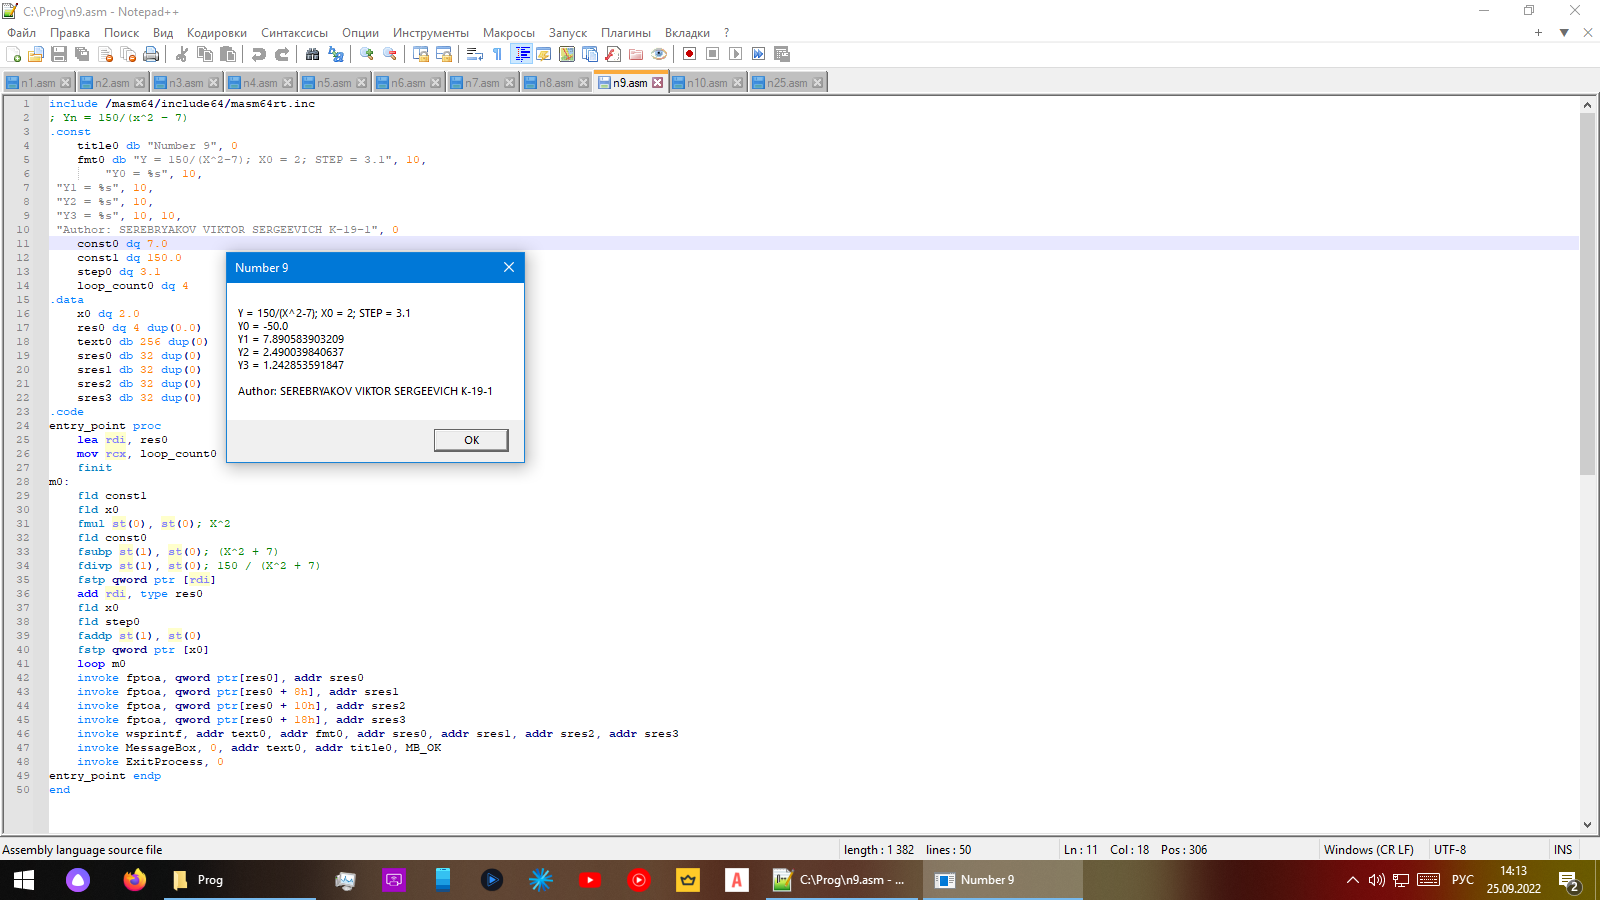 C:\Prog\n9.asm - Notepad++
Файл Правка Поиск Вид Кодировки Синтаксисы Опции Инструменты Макросы Запуск Плагины Вкладки ?
n1.asm n2.asm n3.asm n4.asm n5.asm n6.asm n7.asm n8.asm n9.asm n10.asm n25.asm
1 include /masm64/include64/masm64rt.inc
2 ; Yn = 150/(x^2 - 7)
3 .const
4 title0 db "Number 9", 0
5 fmt0 db "Y = 150/(X^2-7); X0 = 2; STEP = 3.1", 10,
6 "Y0 = %s", 10,
7 "Y1 = %s", 10,
8 "Y2 = %s", 10,
9 "Y3 = %s", 10, 10,
10 "Author: SEREBRYAKOV VIKTOR SERGEEVICH K-19-1", 0
11 const0 dq 7.0
12 const1 dq 150.0
13 step0 dq 3.1
14 loop_count0 dq 4
15 .data
16 x0 dq 2.0
17 res0 dq 4 dup(0.0)
18 text0 db 256 dup(0)
19 sres0 db 32 dup(0)
20 sres1 db 32 dup(0)
21 sres2 db 32 dup(0)
22 sres3 db 32 dup(0)
23 .code
24 entry_point proc
25 lea rdi, res0
26 mov rcx, loop_count0
27 finit
28 m0:
29 fld const1
30 fld x0
31 fmul st(0), st(0); X^2
32 fld const0
33 fsubp st(1), st(0); (X^2 + 7)
34 fdivp st(1), st(0); 150 / (X^2 + 7)
35 fstp qword ptr [rdi]
36 add rdi, type res0
37 fld x0
38 fld step0
39 faddp st(1), st(0)
40 fstp qword ptr [x0]
41 loop m0
42 invoke fptoa, qword ptr[res0], addr sres0
43 invoke fptoa, qword ptr[res0 + 8h], addr sres1
44 invoke fptoa, qword ptr[res0 + 10h], addr sres2
45 invoke fptoa, qword ptr[res0 + 18h], addr sres3
46 invoke wsprintf, addr text0, addr fmt0, addr sres0, addr sres1, addr sres2, addr sres3
47 invoke MessageBox, 0, addr text0, addr title0, MB_OK
48 invoke ExitProcess, 0
49 entry_point endp
50 end
Number 9
Y = 150/(X^2-7); X0 = 2; STEP = 3.1
Y0 = -50.0
Y1 = 7.890583903209
Y2 = 2.490039840637
Y3 = 1.242853591847
Author: SEREBRYAKOV VIKTOR SERGEEVICH K-19-1
OK
Assembly language source file length : 1 382 lines : 50 Ln : 11 Col : 18 Pos : 306 Windows (CR LF) UTF-8 INS
Prog C:\Prog\n9.asm - ... Number 9 РУС 14:13
25.09.2022 2